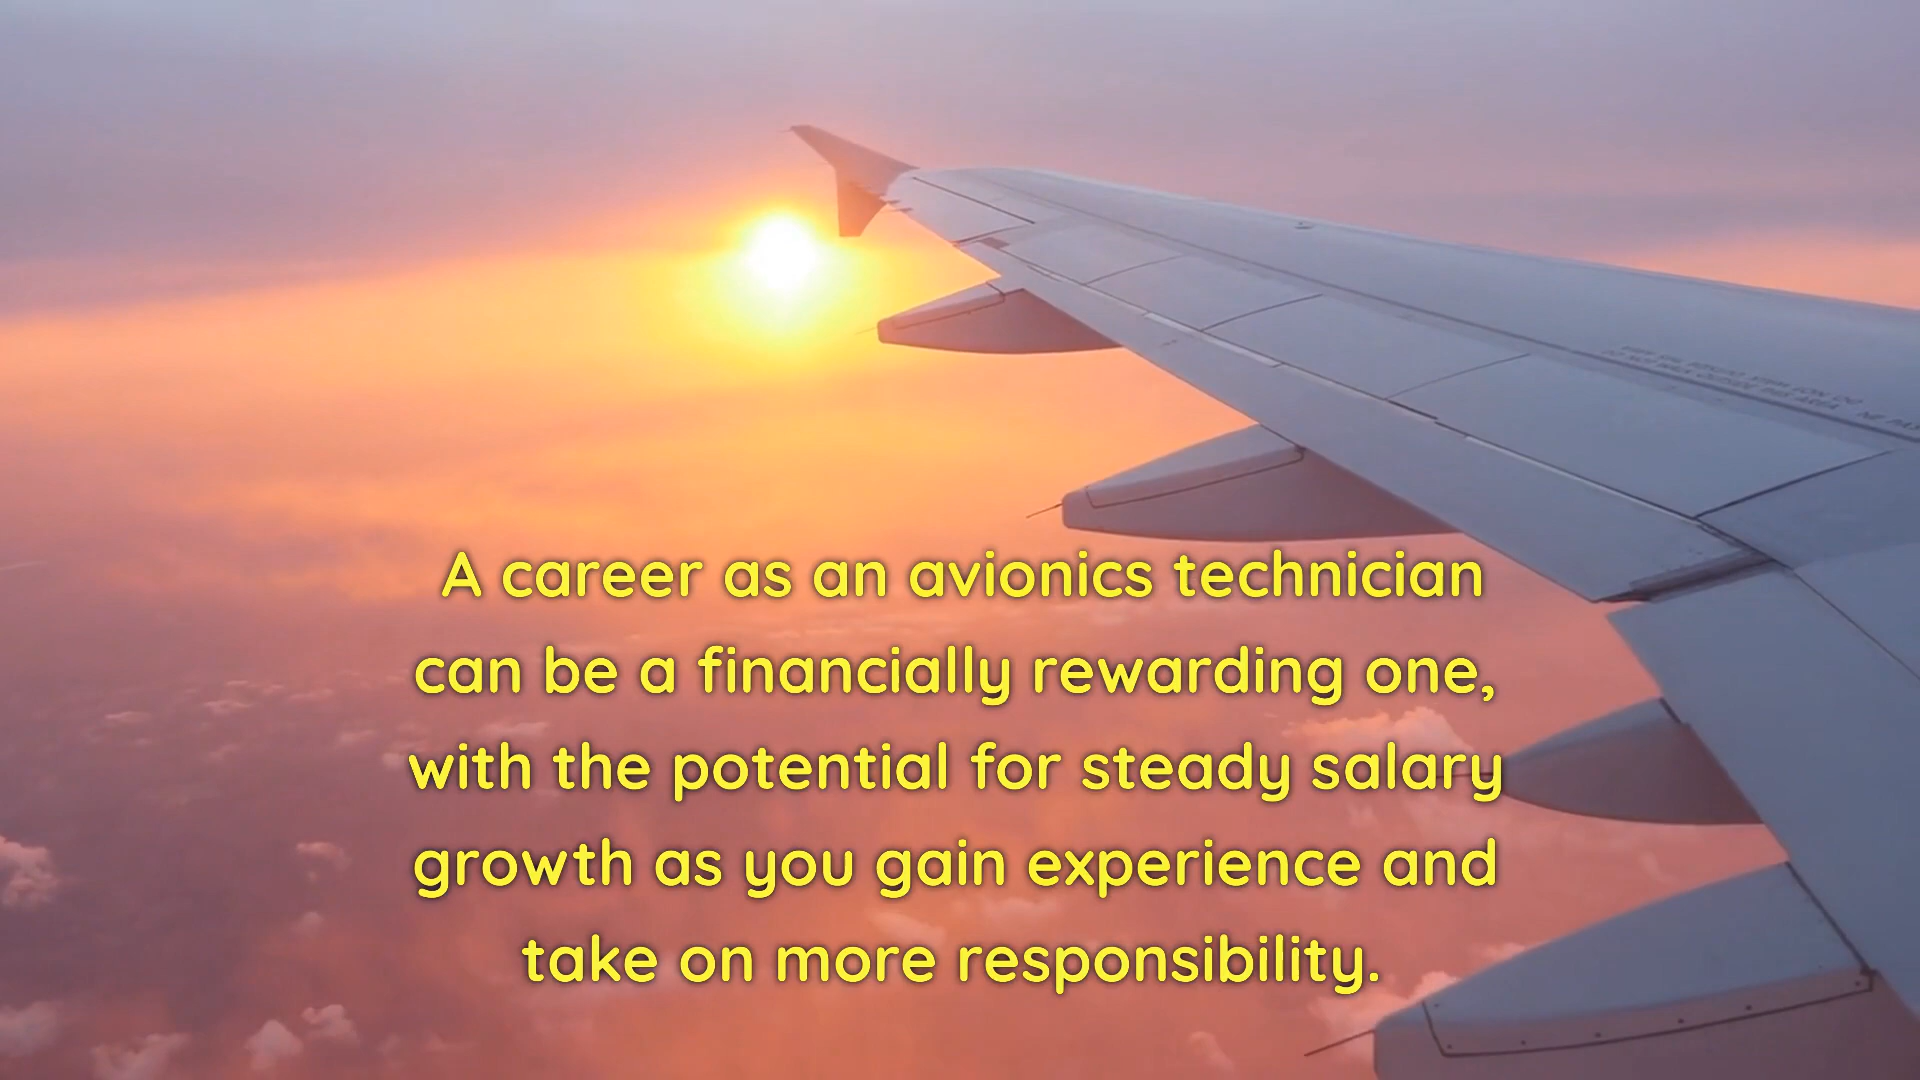 A career as an avionics technician
can be a financially rewarding one,
with the potential for steady salary
growth as you gain experience and
take on more responsibility.